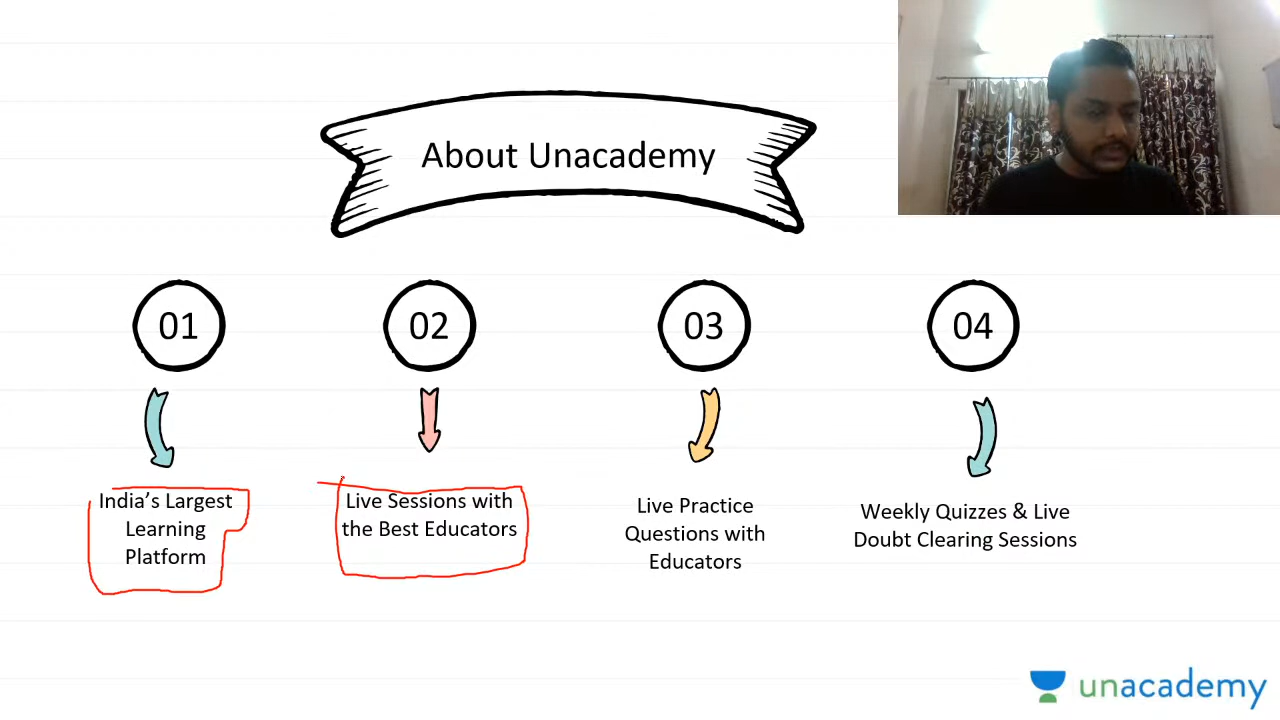 About Unacademy
01
02
03
04
India's Largest
Learning
Platform
Live Sessions with
the Best Educators
Live Practice
Questions with
Educators
Weekly Quizzes & Live
Doubt Clearing Sessions
unacademy